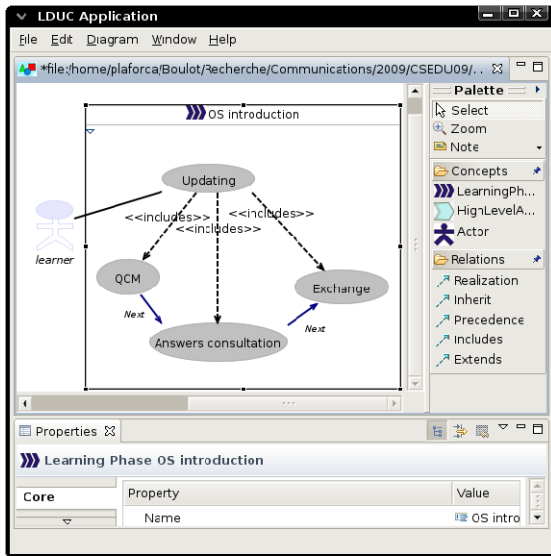 LDUC Application
File Edit Diagram Window Help
*file:/home/plaforca/Boulot/Recherche/Communications/2009/CSEDU09/...
OS introduction
Updating
<<includes>>
<<includes>>
<<includes>>
learner
QCM
Exchange
Next
Next
Answers consultation
Palette
Select
Zoom
Note
Concepts
LearningPh...
HighLevelA...
Actor
Relations
Realization
Inherit
Precedence
Includes
Extends
Properties
Learning Phase OS introduction
Core
Property Value
Name OS intro